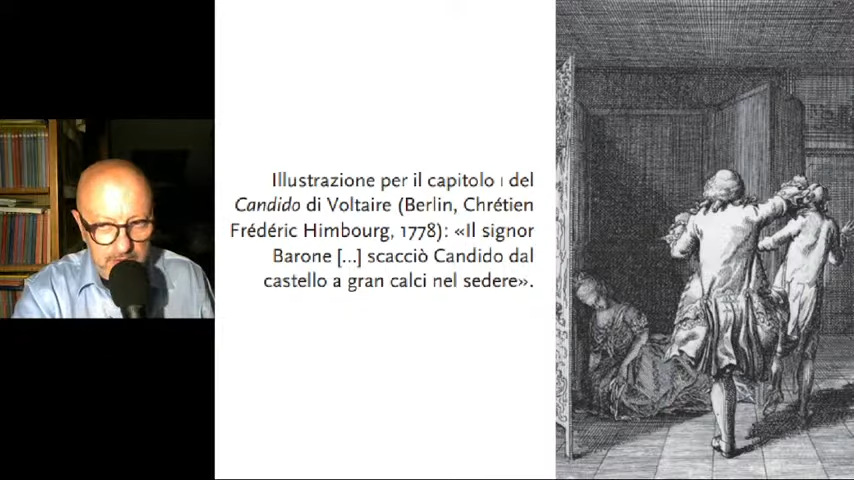 Illustrazione per il capitolo I del
Candido di Voltaire (Berlin, Chrétien
Frédéric Himbourg, 1778): «Il signor
Barone [...] scacciò Candido dal
castello a gran calci nel sedere».